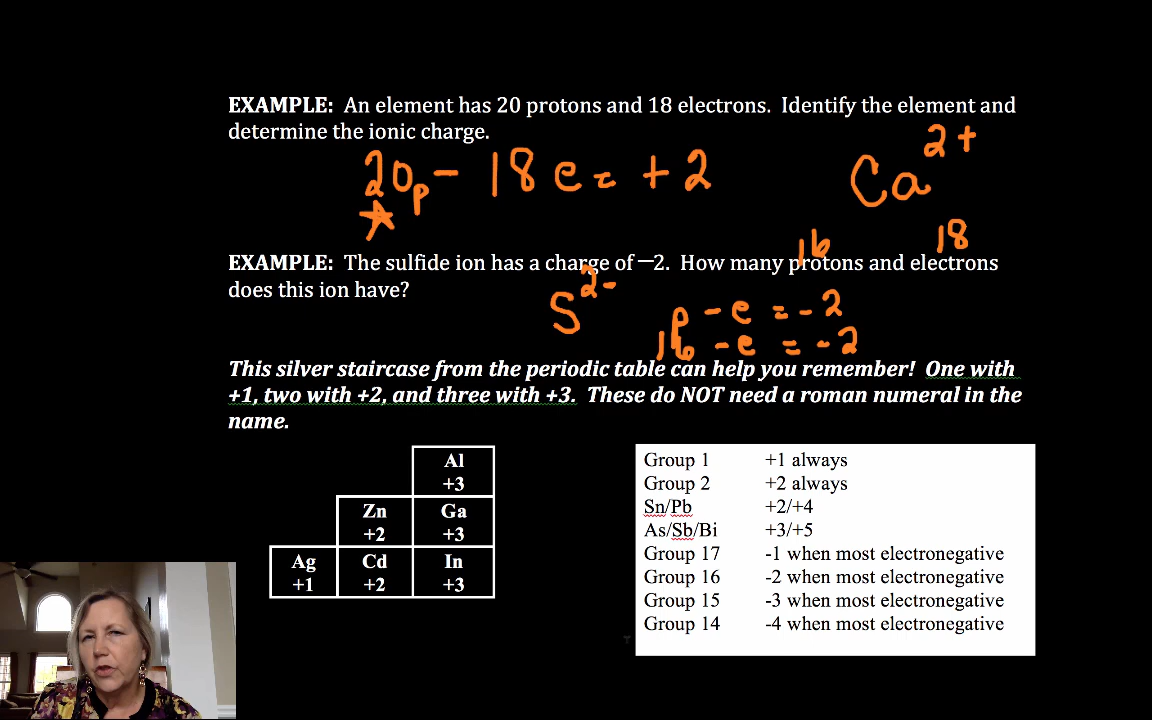 EXAMPLE: An element has 20 protons and 18 electrons. Identify the element and
determine the ionic charge.
20p - 18 e = + 2
Ca 2+
16 18
EXAMPLE: The sulfide ion has a charge of −2. How many protons and electrons
does this ion have?
S 2-
p - e = - 2
16 - e = - 2
This silver staircase from the periodic table can help you remember! One with
+1, two with +2, and three with +3. These do NOT need a roman numeral in the
name.
Al
+3
Zn Ga
+2 +3
Ag Cd In
+1 +2 +3
Group 1 +1 always
Group 2 +2 always
Sn/Pb +2/+4
As/Sb/Bi +3/+5
Group 17 -1 when most electronegative
Group 16 -2 when most electronegative
Group 15 -3 when most electronegative
Group 14 -4 when most electronegative